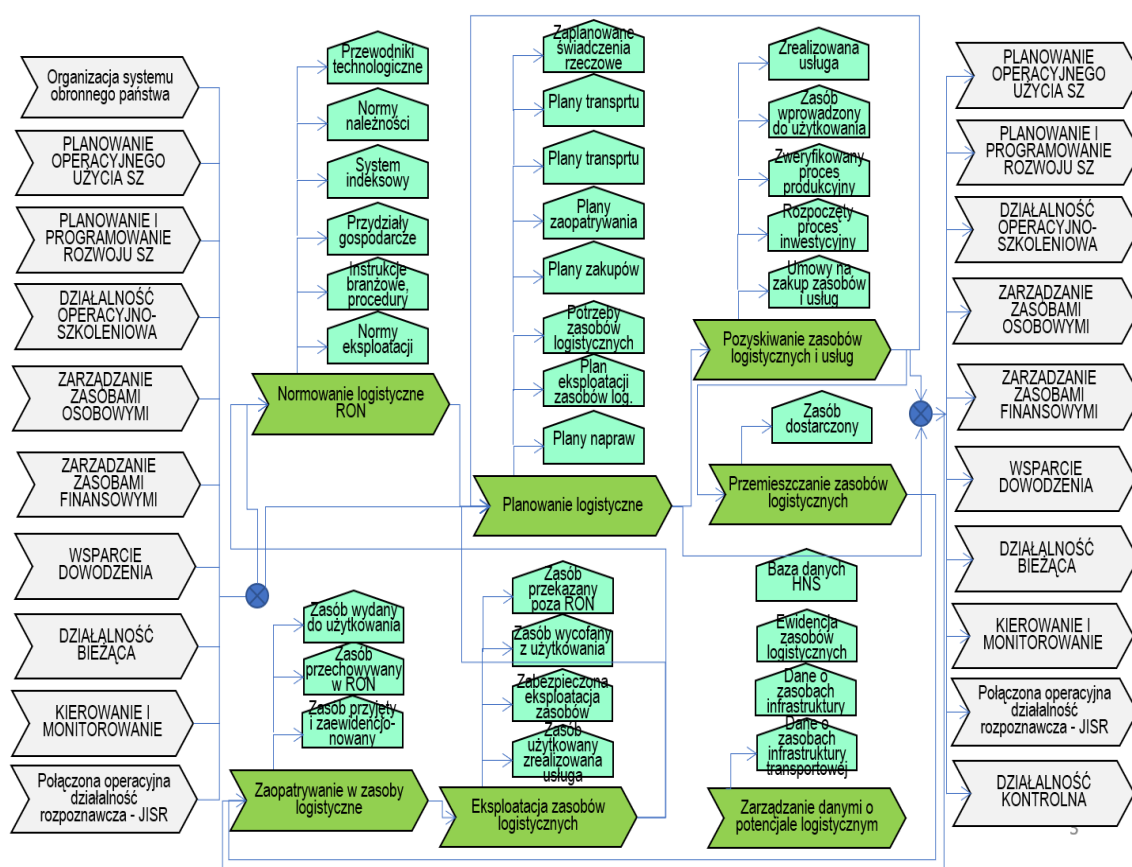 Organizacja systemu
obronnego państwa
PLANOWANIE
OPERACYJNEGO
UŻYCIA SZ
PLANOWANIE I
PROGRAMOWANIE
ROZWOJU SZ
DZIAŁALNOŚĆ
OPERACYJNO-
SZKOLENIOWA
ZARZĄDZANIE
ZASOBAMI
OSOBOWYMI
ZARZADZANIE
ZASOBAMI
FINANSOWYMI
WSPARCIE
DOWODZENIA
DZIAŁALNOŚĆ
BIEŻĄCA
KIEROWANIE I
MONITOROWANIE
Połączona operacyjna
działalność
rozpoznawcza - JISR
Przewodniki
technologiczne
Normy
należności
System
indeksowy
Przydziały
gospodarcze
Instrukcje
branżowe,
procedury
Normy
eksploatacji
Normowanie logistyczne
RON
Zaplanowane
świadczenia
rzeczowe
Plany transprtu
Plany transprtu
Plany
zaopatrywania
Plany zakupów
Potrzeby
zasobów
logistycznych
Plan
eksploatacji
zasobów log.
Plany napraw
Planowanie logistyczne
Zrealizowana
usługa
Zasób
wprowadzony
do użytkowania
Zweryfikowany
proces
produkcyjny
Rozpoczęty
proces
inwestycyjny
Umowy na
zakup zasobów
i usług
Pozyskiwanie zasobów
logistycznych i usług
Zasób
dostarczony
Przemieszczanie zasobów
logistycznych
Zasób wydany
do użytkowania
Zasób
przechowywany
w RON
Zasób przyjęty
i zaewidencjo-
nowany
Zaopatrywanie w zasoby
logistyczne
Zasób
przekazany
poza RON
Zasób wycofany
z użytkowania
Zabezpieczona
eksploatacja
zasobów
Zasób
użytkowany
zrealizowana
usługa
Eksploatacja zasobów
logistycznych
Baza danych
HNS
Ewidencja
zasobów
logistycznych
Dane o
zasobach
infrastruktury
Dane o
zasobach
infrastruktury
transportowej
Zarządzanie danymi o
potencjale logistycznym
PLANOWANIE
OPERACYJNEGO
UŻYCIA SZ
PLANOWANIE I
PROGRAMOWANIE
ROZWOJU SZ
DZIAŁALNOŚĆ
OPERACYJNO-
SZKOLENIOWA
ZARZĄDZANIE
ZASOBAMI
OSOBOWYMI
ZARZĄDZANIE
ZASOBAMI
FINANSOWYMI
WSPARCIE
DOWODZENIA
DZIAŁALNOŚĆ
BIEŻĄCA
KIEROWANIE I
MONITOROWANIE
Połączona operacyjna
działalność
rozpoznawcza - JISR
DZIAŁALNOŚĆ
KONTROLNA